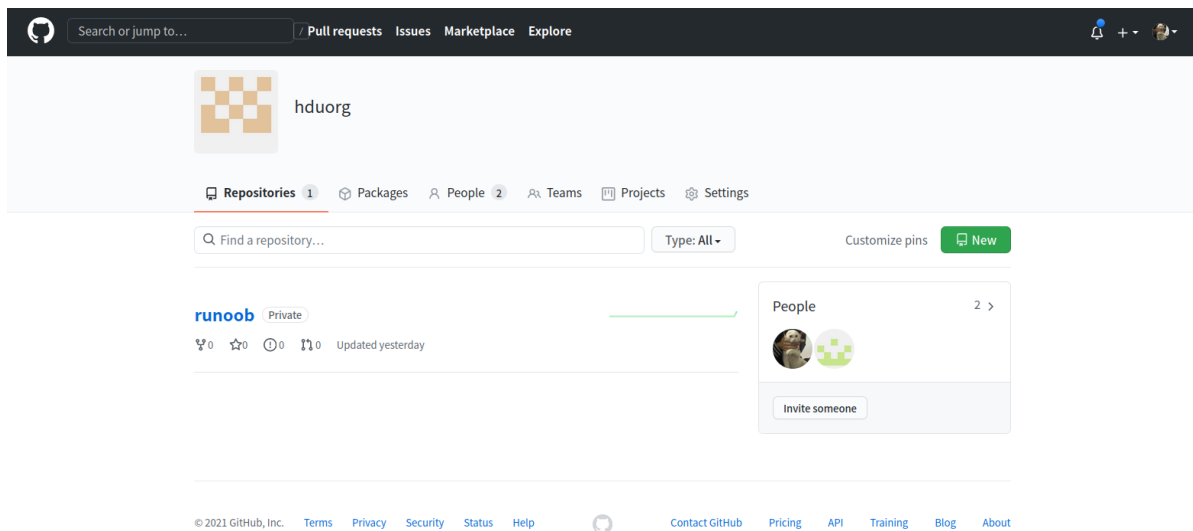 Search or jump to... / Pull requests Issues Marketplace Explore
hduorg
Repositories 1 Packages People 2 Teams Projects Settings
Find a repository... Type: All Customize pins New
runoob Private
0 0 0 0 Updated yesterday
People 2
Invite someone
© 2021 GitHub, Inc. Terms Privacy Security Status Help Contact GitHub Pricing API Training Blog About